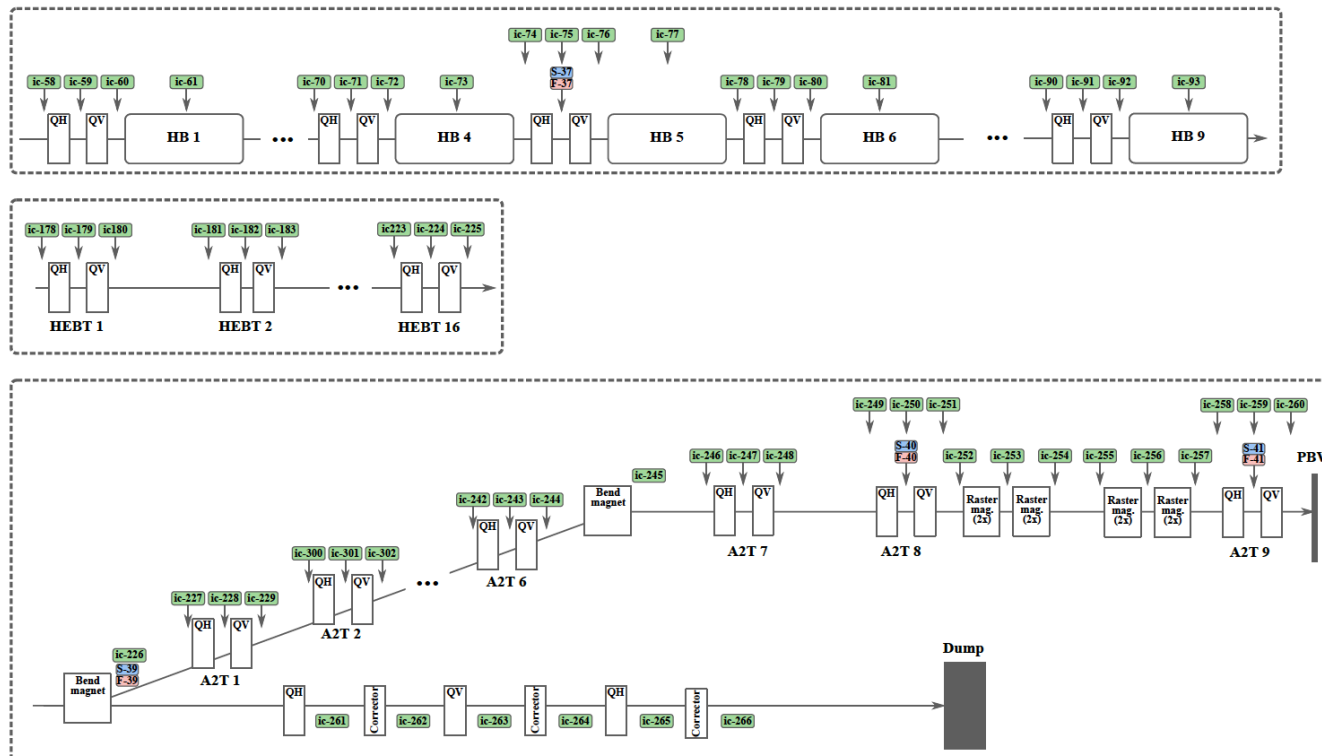 ic-74 ic-75 ic-76 ic-77
ic-58 ic-59 ic-60 ic-61 ic-70 ic-71 ic-72 ic-73 S-37 ic-78 ic-79 ic-80 ic-81 ic-90 ic-91 ic-92 ic-93
F-37
QH QV HB 1 ... QH QV HB 4 QH QV HB 5 QH QV HB 6 ... QH QV HB 9
ic-178 ic-179 ic180 ic-181 ic-182 ic-183 ic223 ic-224 ic-225
QH QV QH QV ... QH QV
HEBT 1 HEBT 2 HEBT 16
ic-249 ic-250 ic-251 ic-258 ic-259 ic-260
ic-246 ic-247 ic-248 S-40 ic-252 ic-253 ic-254 ic-255 ic-256 ic-257 S-41 PBW
F-40 F-41
ic-245
Bend
magnet
QH QV QH QV Raster
mag.
(2x)
Raster
mag.
(2x)
Raster
mag.
(2x)
Raster
mag.
(2x)
QH QV
A2T 7 A2T 8 A2T 9
ic-242 ic-243 ic-244
QH QV
A2T 6
ic-300 ic-301 ic-302
QH QV ...
A2T 2
ic-227 ic-228 ic-229
QH QV
A2T 1
ic-226
S-39
F-39
Bend
magnet
Dump
QH ic-261 Corrector ic-262 QV ic-263 Corrector ic-264 QH ic-265 Corrector ic-266